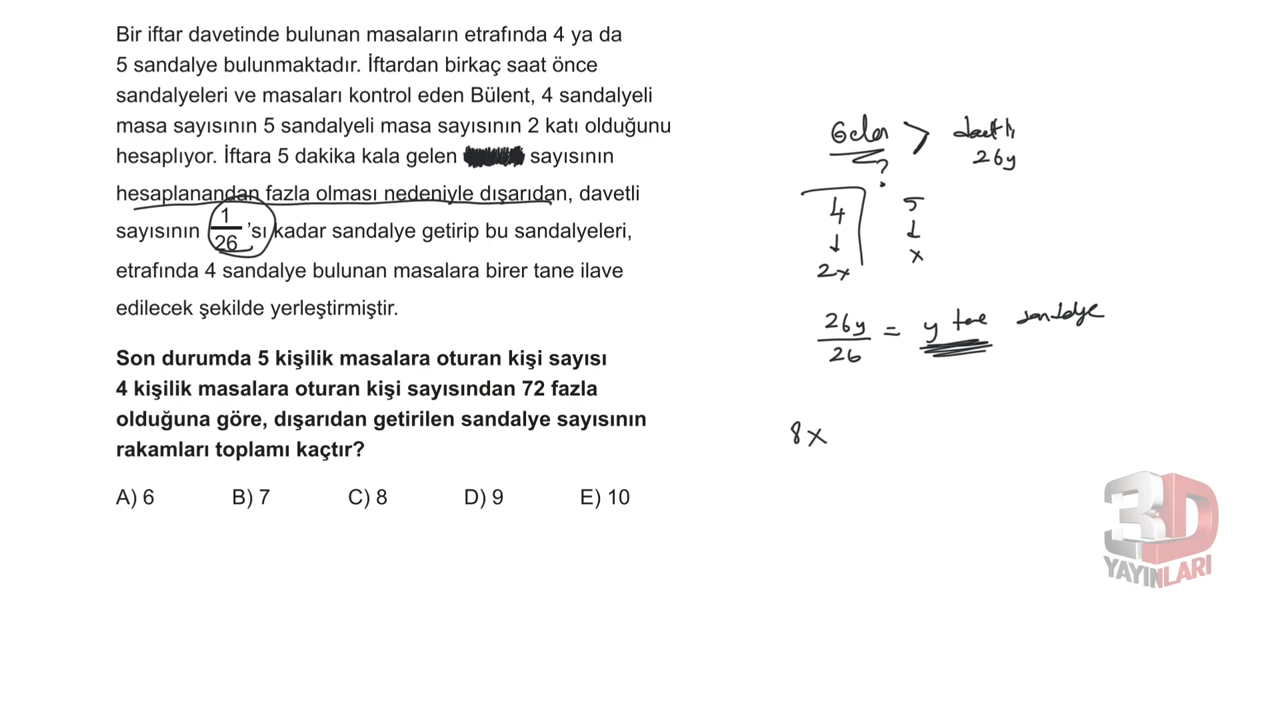 Bir iftar davetinde bulunan masaların etrafında 4 ya da
5 sandalye bulunmaktadır. İftardan birkaç saat önce
sandalyeleri ve masaları kontrol eden Bülent, 4 sandalyeli
masa sayısının 5 sandalyeli masa sayısının 2 katı olduğunu
hesaplıyor. İftara 5 dakika kala gelen sayısının
hesaplanandan fazla olması nedeniyle dışarıdan, davetli
sayısının 1/26 'sı kadar sandalye getirip bu sandalyeleri,
etrafında 4 sandalye bulunan masalara birer tane ilave
edilecek şekilde yerleştirmiştir.
Son durumda 5 kişilik masalara oturan kişi sayısı
4 kişilik masalara oturan kişi sayısından 72 fazla
olduğuna göre, dışarıdan getirilen sandalye sayısının
rakamları toplamı kaçtır?
A) 6 B) 7 C) 8 D) 9 E) 10
Gelen > davetli
? 26y
4 5
↓ ↓
2x x
26y/26 = y tane sandalye
8x
3D
YAYINLARI